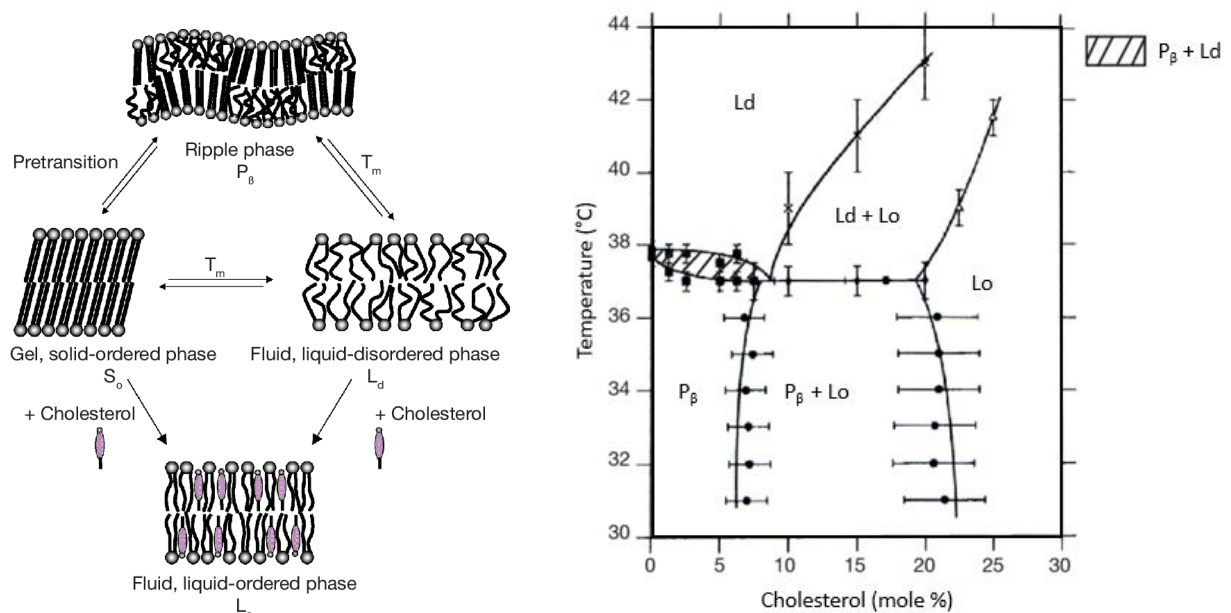 Pretransition
Ripple phase
Pβ
Tm
Tm
Gel, solid-ordered phase
So
Fluid, liquid-disordered phase
Ld
+ Cholesterol
+ Cholesterol
Fluid, liquid-ordered phase
Temperature (°C)
44
42
40
38
36
34
32
30
Ld
Ld + Lo
Lo
Pβ
Pβ + Lo
0
5
10
15
20
25
30
Cholesterol (mole %)
Pβ + Ld